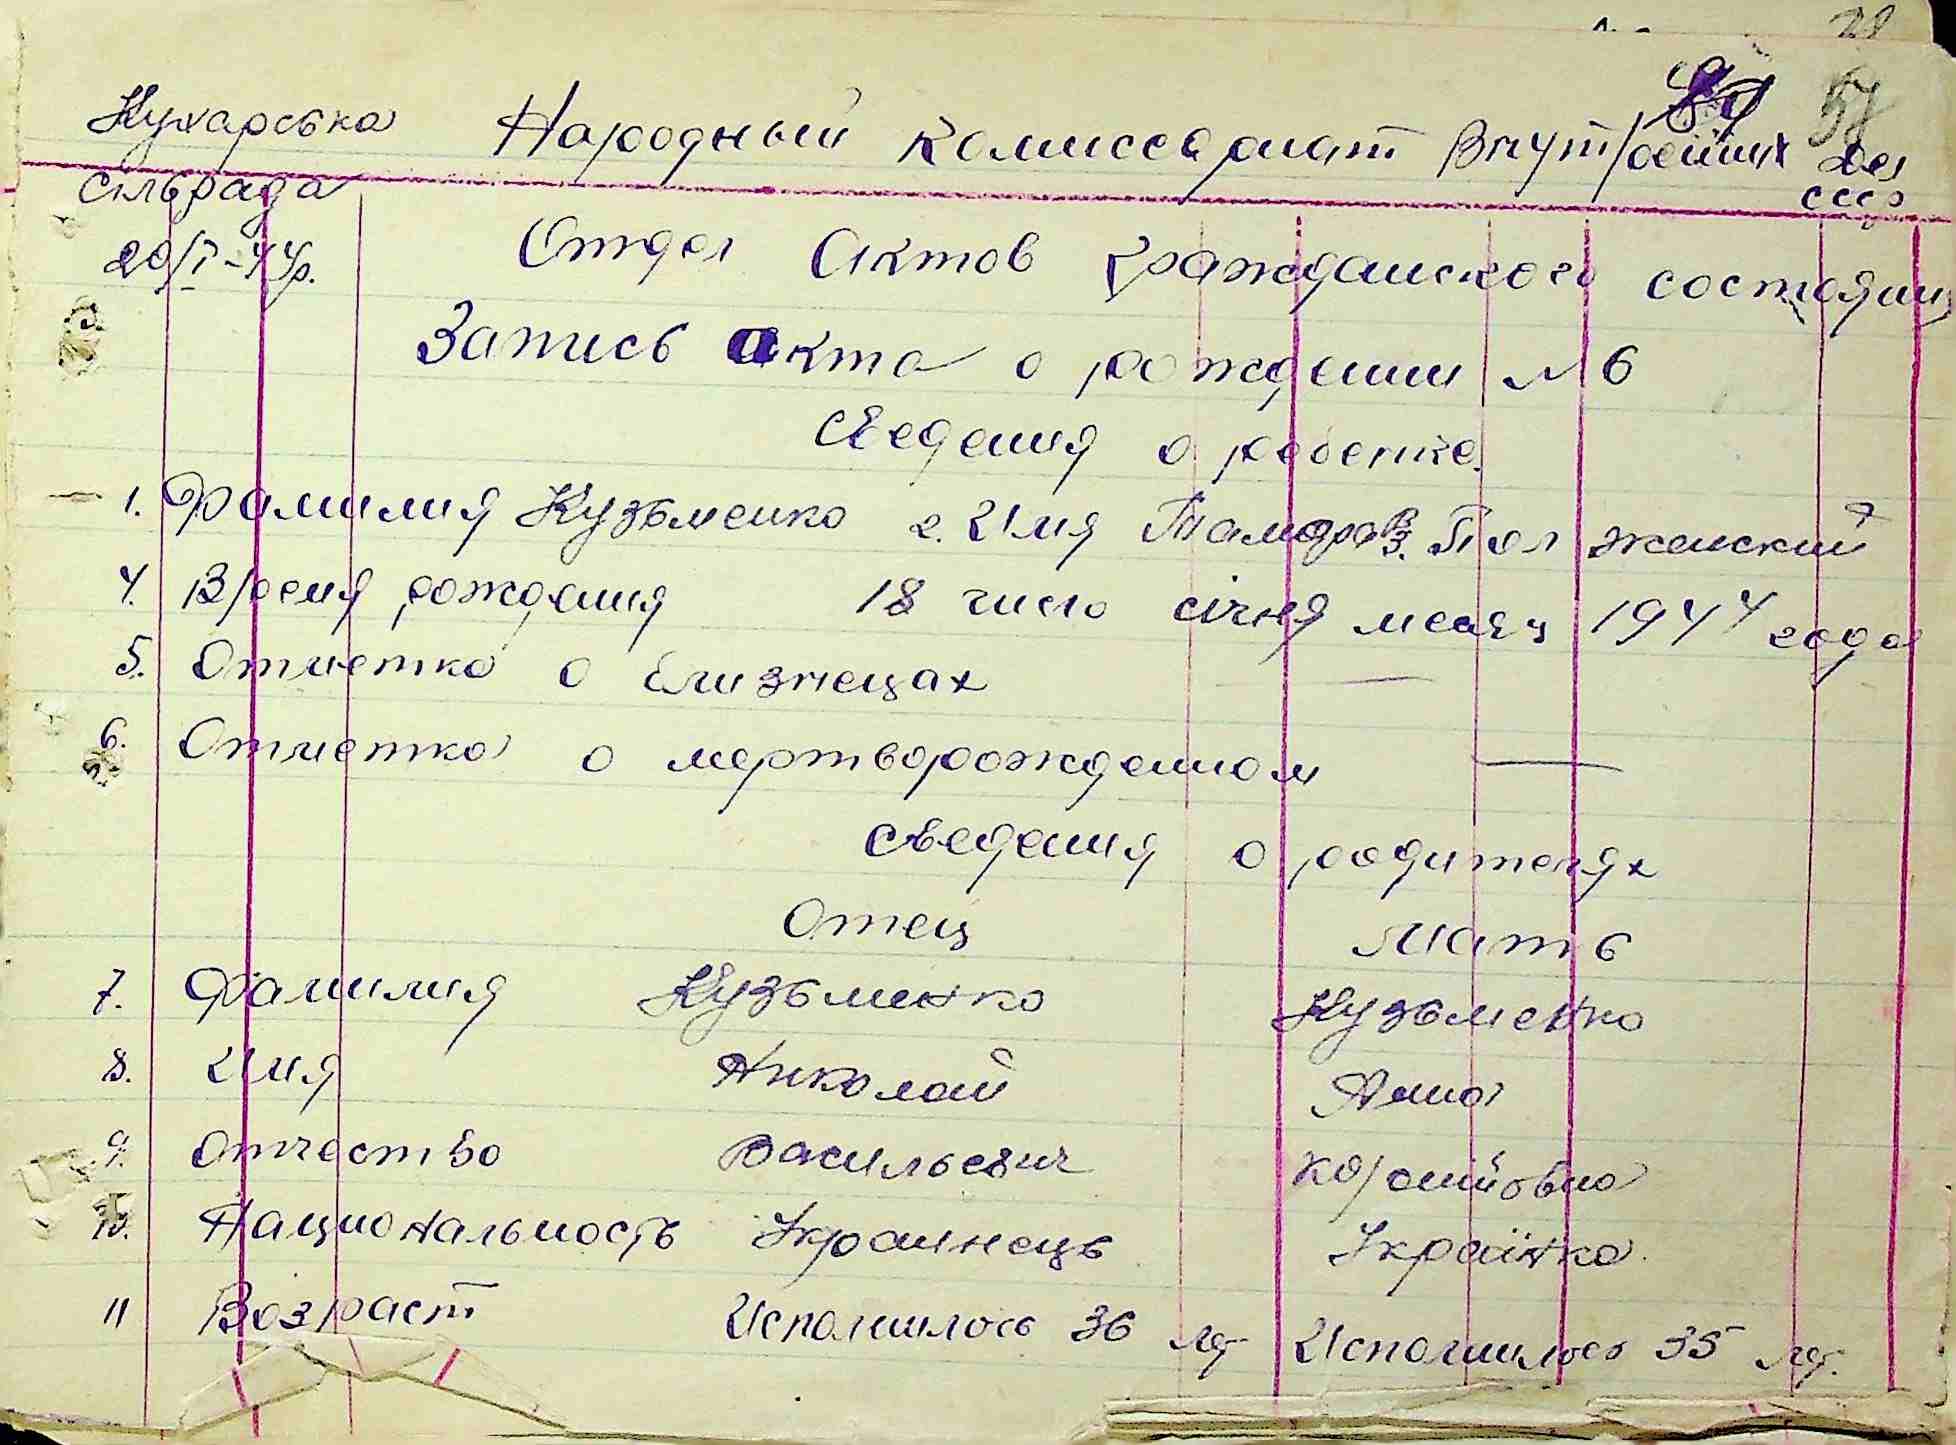 Кухарська Народный комиссариат внутрених дел
сільрада СССР
20/I-44р. Отдел актов гражданского состояния
Запись акта о рождении № 6
Сведения о ребенке.
1. Фамилия Кузьменко 2. Имя Тамара 3. Пол женский
4. Время рождения 18 число січня месяц 1944 года
5. Отметка о близнецах —
6. Отметка о мертворожденном —
Сведения о родителях
Отец Мать
7. Фамилия Кузьменко Кузьменко
8. Имя Николай Анна
9. Отчество Васильевич
10. Национальность Украинець Українка
11 Возраст Исполнилось 36 лет Исполнилось 35 лет.